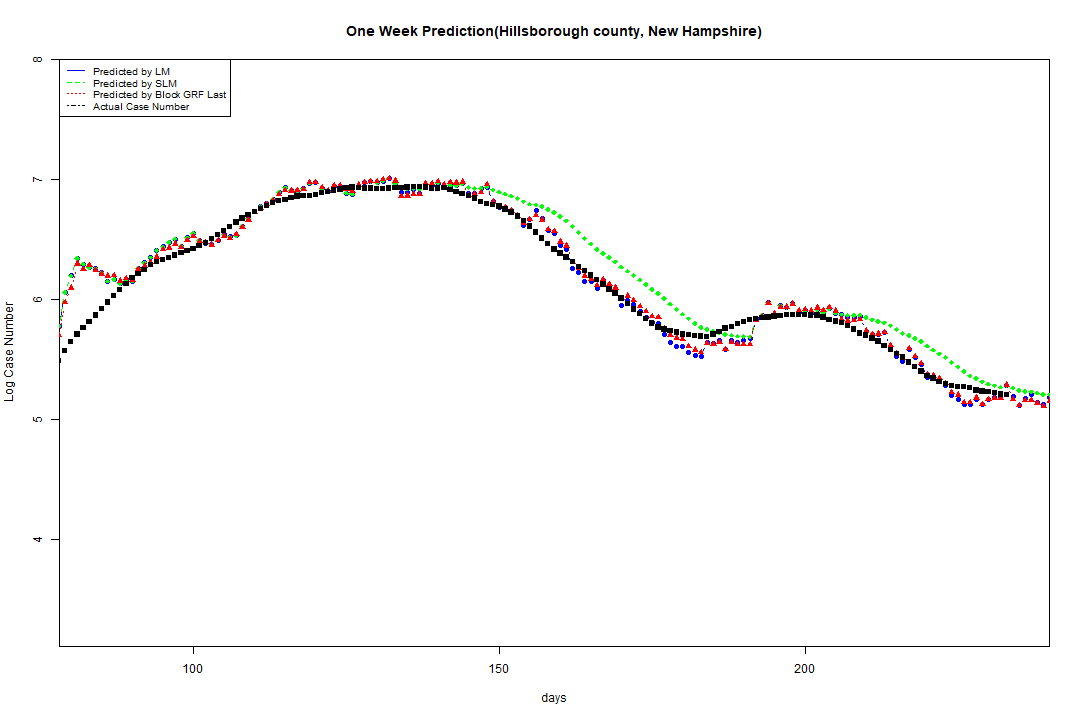 One Week Prediction(Hillsborough county, New Hampshire)
8
Predicted by LM
Predicted by SLM
Predicted by Block GRF Last
Actual Case Number
7
6
5
4
Log Case Number
100
150
200
days